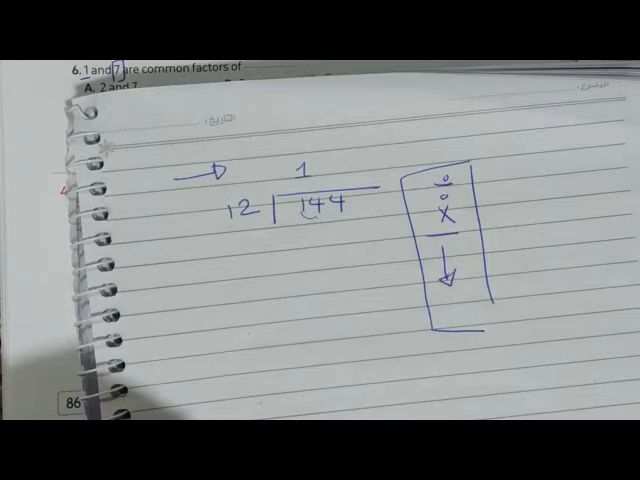 6. 1 and 7 are common factors of
A. 2 and 7
الموضوع:
التاريخ:
→ 1
12 144
÷
×
−
↓
86